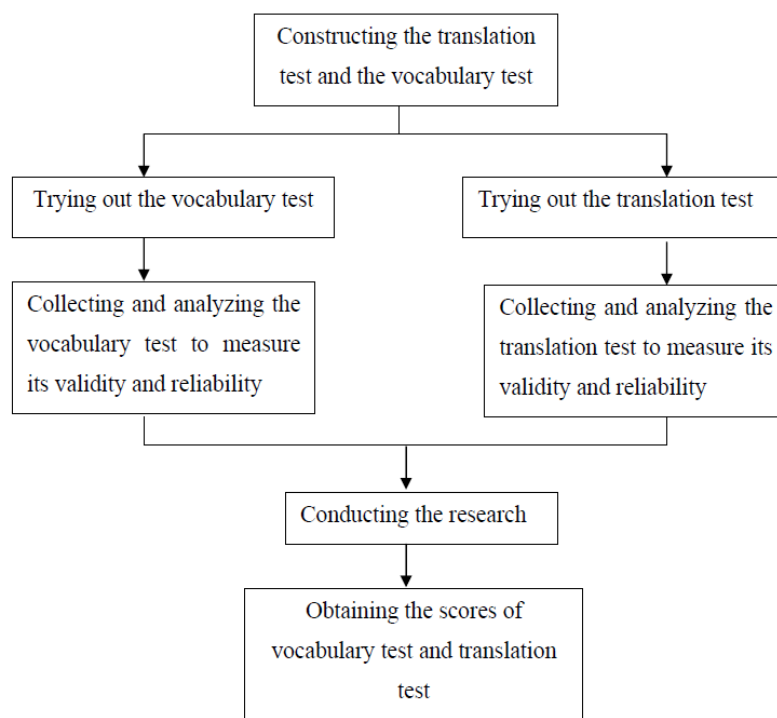 Constructing the translation
test and the vocabulary test
Trying out the vocabulary test
Trying out the translation test
Collecting and analyzing the
vocabulary test to measure
its validity and reliability
Collecting and analyzing the
translation test to measure its
validity and reliability
Conducting the research
Obtaining the scores of
vocabulary test and translation
test